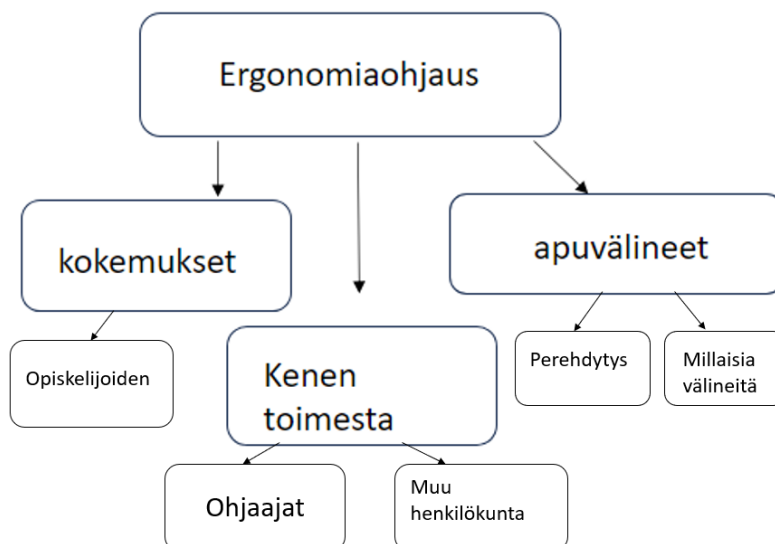 Ergonomiaohjaus
kokemukset
apuvälineet
Opiskelijoiden
Kenen
toimesta
Perehdytys
Millaisia
välineitä
Ohjaajat
Muu
henkilökunta